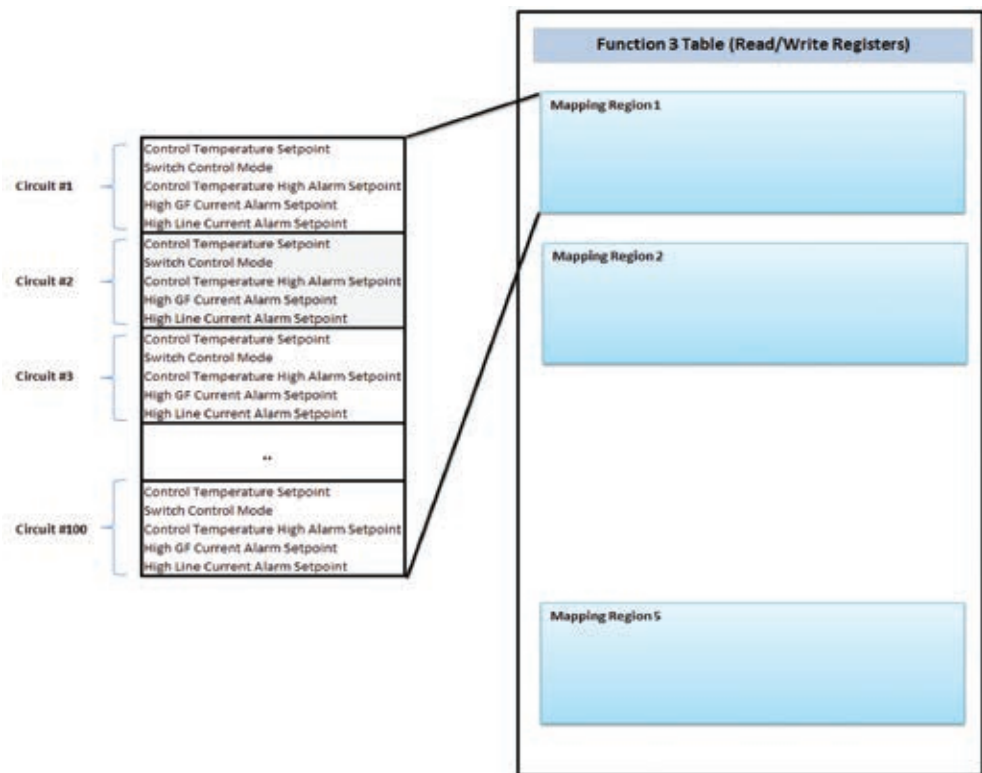 Function 3 Table (Read/Write Registers)
Mapping Region 1
Circuit #1
Control Temperature Setpoint
Switch Control Mode
Control Temperature High Alarm Setpoint
High GF Current Alarm Setpoint
High Line Current Alarm Setpoint
Circuit #2
Control Temperature Setpoint
Switch Control Mode
Control Temperature High Alarm Setpoint
High GF Current Alarm Setpoint
High Line Current Alarm Setpoint
Mapping Region 2
Circuit #3
Control Temperature Setpoint
Switch Control Mode
Control Temperature High Alarm Setpoint
High GF Current Alarm Setpoint
High Line Current Alarm Setpoint
..
Circuit #100
Control Temperature Setpoint
Switch Control Mode
Control Temperature High Alarm Setpoint
High GF Current Alarm Setpoint
High Line Current Alarm Setpoint
Mapping Region 5